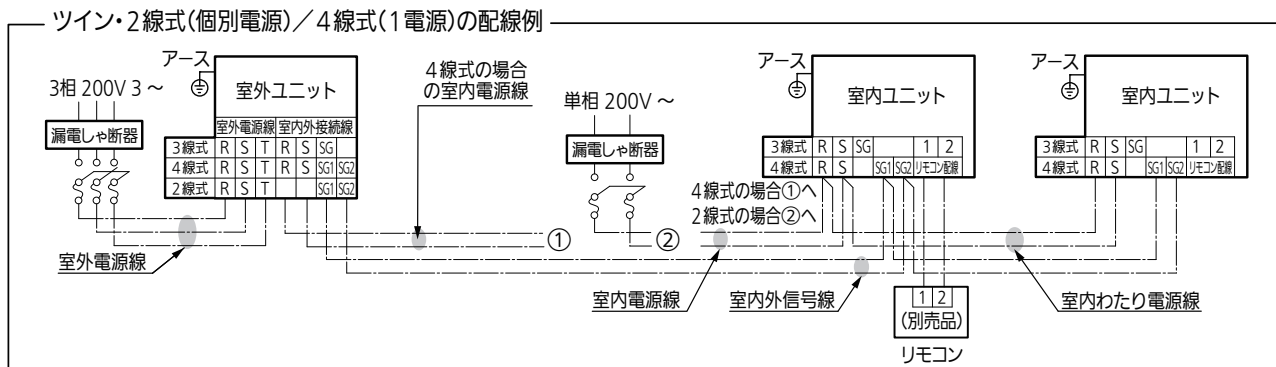 ツイン・2線式(個別電源)/4線式(1電源)の配線例
アース
3相 200V 3～
漏電しゃ断器
室外ユニット
室外電源線 室内外接続線
3線式 R S T R S SG
4線式 R S T R S SG1 SG2
2線式 R S T SG1 SG2
室外電源線
4線式の場合
の室内電源線
①
単相 200V～
漏電しゃ断器
②
4線式の場合①へ
2線式の場合②へ
室内電源線
室内外信号線
アース
室内ユニット
3線式 R S SG 1 2
4線式 R S SG1 SG2 リモコン配線
1 2
(別売品)
リモコン
アース
室内ユニット
3線式 R S SG 1 2
4線式 R S SG1 SG2 リモコン配線
室内わたり電源線